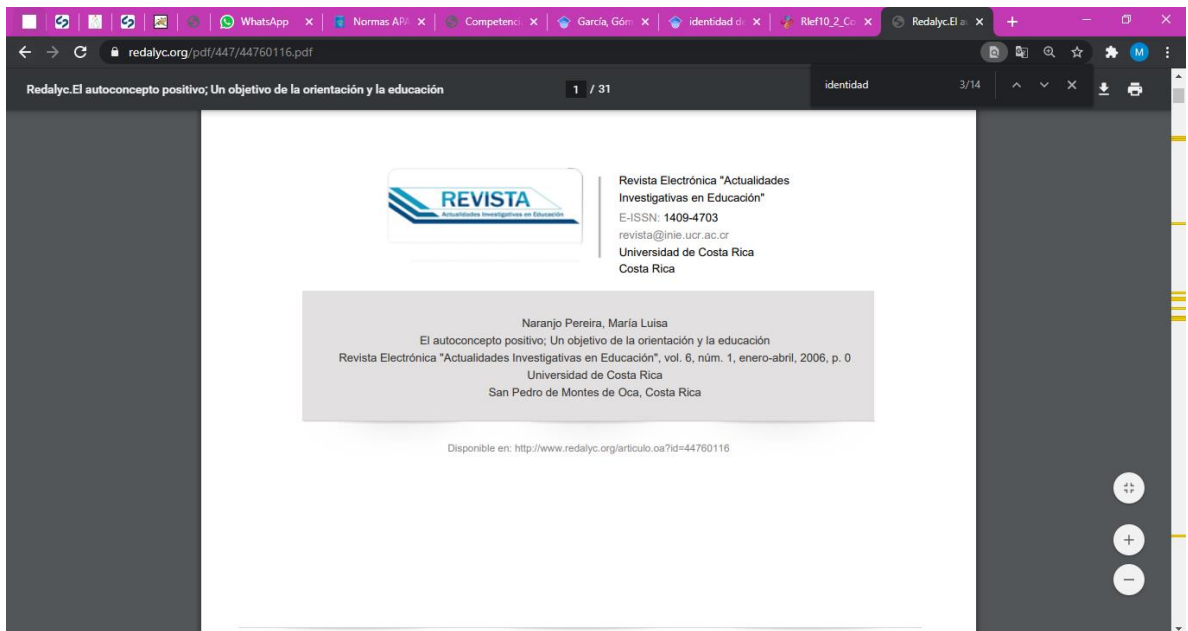 WhatsApp
Normas APA
Competenci
García, Góm
identidad d
Rlef10_2_Co
Redalyc.El a
redalyc.org/pdf/447/44760116.pdf
M
Redalyc.El autoconcepto positivo; Un objetivo de la orientación y la educación
1 / 31
identidad
3/14
REVISTA
Actualidades Investigativas en Educación
Revista Electrónica "Actualidades
Investigativas en Educación"
E-ISSN: 1409-4703
revista@inie.ucr.ac.cr
Universidad de Costa Rica
Costa Rica
Naranjo Pereira, María Luisa
El autoconcepto positivo; Un objetivo de la orientación y la educación
Revista Electrónica "Actualidades Investigativas en Educación", vol. 6, núm. 1, enero-abril, 2006, p. 0
Universidad de Costa Rica
San Pedro de Montes de Oca, Costa Rica
Disponible en: http://www.redalyc.org/articulo.oa?id=44760116